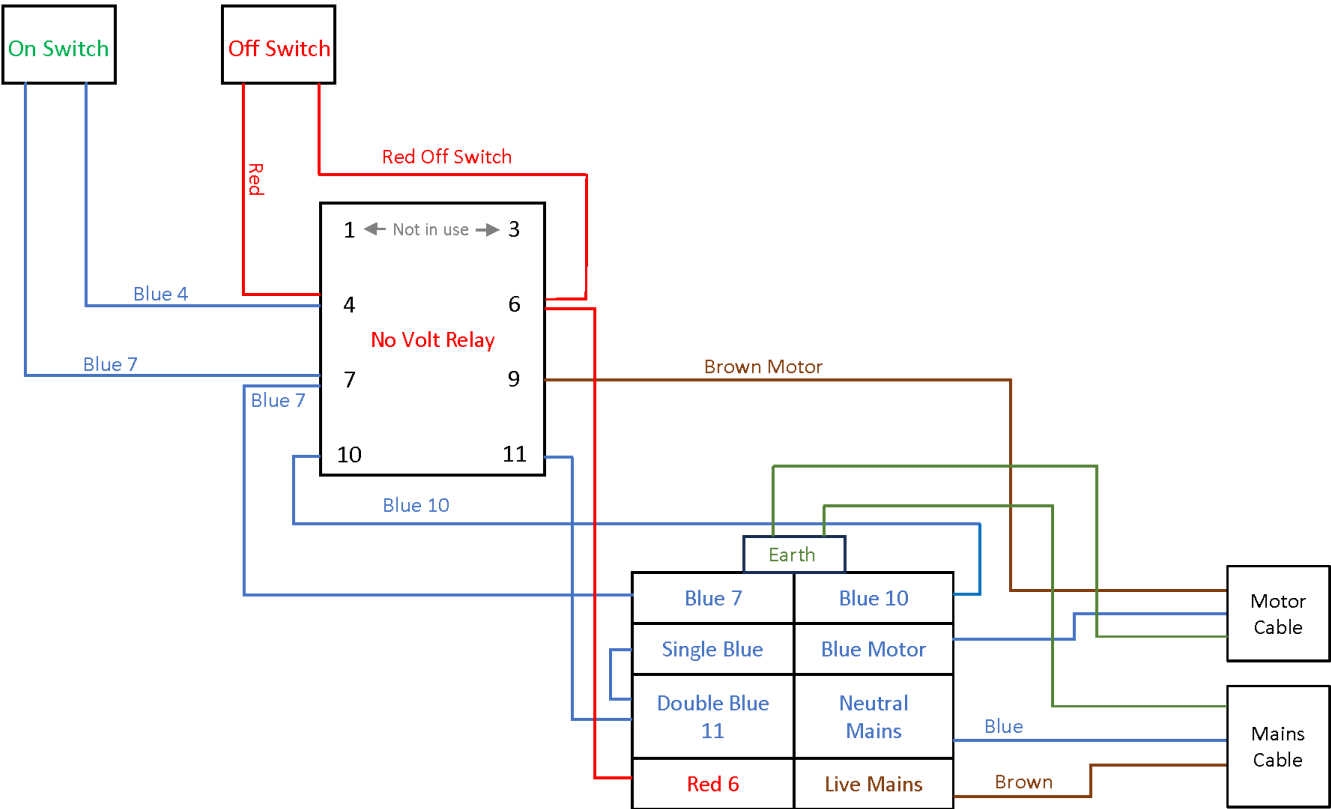 On Switch
Off Switch
Red Off Switch
Red
1 Not in use 3
Blue 4
4 6
No Volt Relay
Blue 7
7 9
Brown Motor
Blue 7
10 11
Blue 10
Earth
Blue 7 Blue 10
Motor
Cable
Single Blue Blue Motor
Double Blue
11
Neutral
Mains
Blue
Mains
Cable
Red 6 Live Mains
Brown